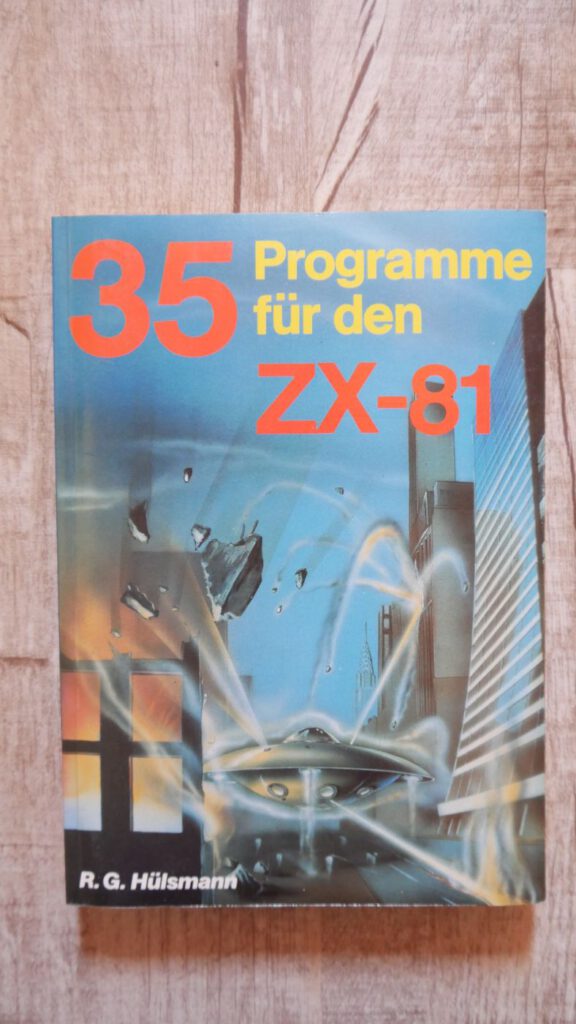 35 Programme
für den
ZX-81
R. G. Hülsmann